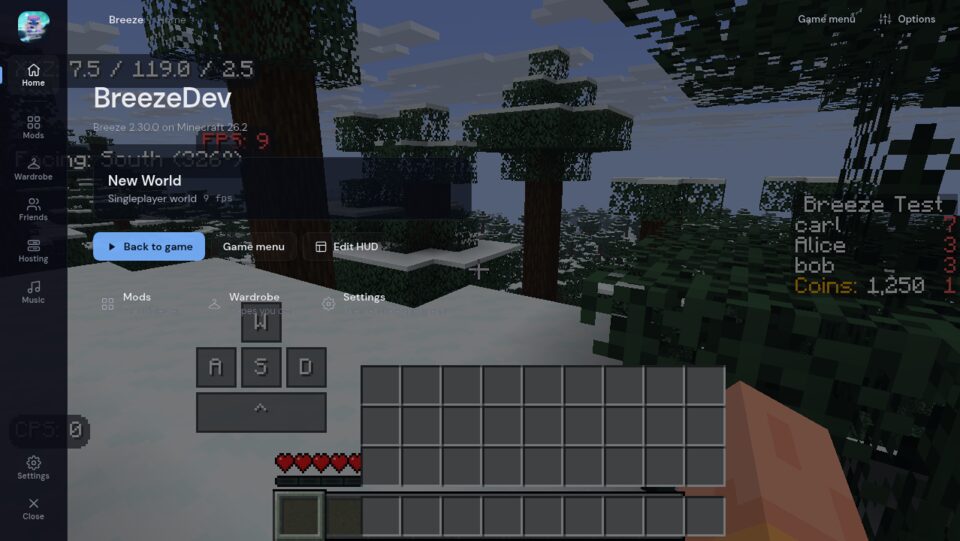 Breeze / Home
Game menu
Options
7.5 / 119.0 / 2.5
Home
BreezeDev
Breeze 2.30.0 on Minecraft 26.2
FPS: 9
Mods
Facing: South (326°)
Wardrobe
New World
Singleplayer world 9 fps
Friends
Back to game
Game menu
Edit HUD
Hosting
Music
Mods
Wardrobe
Settings
Breeze Test
carl 7
Alice 3
bob 3
Coins: 1,250 1
W
A
S
D
^
CPS: 0
Settings
Close